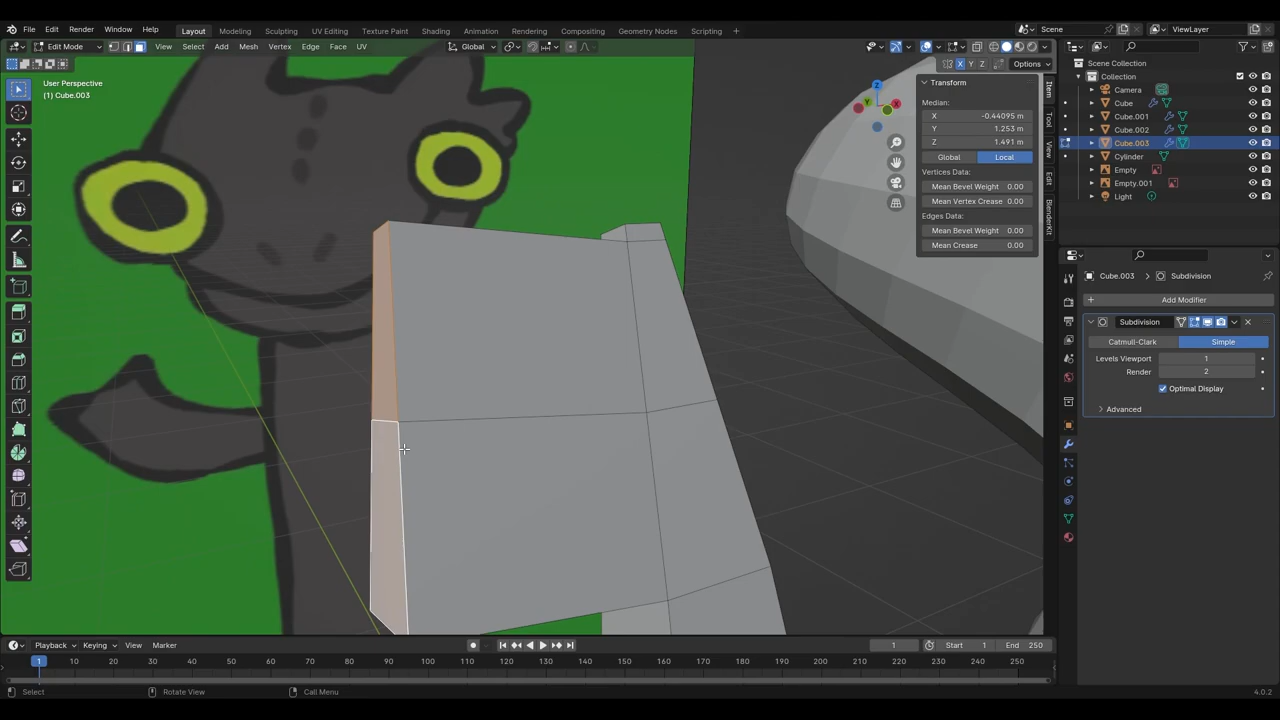 File Edit Render Window Help Layout Modeling Sculpting UV Editing Texture Paint Shading Animation Rendering Compositing Geometry Nodes Scripting + Scene ViewLayer
Edit Mode View Select Add Mesh Vertex Edge Face UV Global
X Y Z Options
User Perspective
(1) Cube.003
Transform
Median:
X -0.44095 m
Y 1.253 m
Z 1.491 m
Global Local
Vertices Data:
Mean Bevel Weight 0.00
Mean Vertex Crease 0.00
Edges Data:
Mean Bevel Weight 0.00
Mean Crease 0.00
Z
Y
X
Item
Tool
View
Edit
BlenderKit
Scene Collection
Collection
Camera
Cube
Cube.001
Cube.002
Cube.003
Cylinder
Empty
Empty.001
Light
Cube.003 > Subdivision
+ Add Modifier
Subdivision
Catmull-Clark Simple
Levels Viewport 1
Render 2
Optimal Display
Advanced
Playback Keying View Marker 1 Start 1 End 250
1 10 20 30 40 50 60 70 80 90 100 110 120 130 140 150 160 170 180 190 200 210 220 230 240 250
Select Rotate View Call Menu 4.0.2